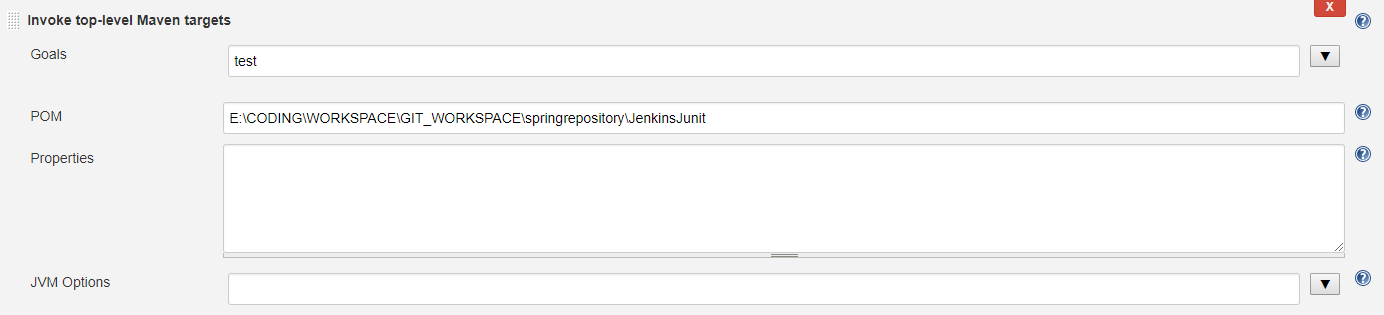 Invoke top-level Maven targets
X
?
Goals
test
▼
POM
E:\CODING\WORKSPACE\GIT_WORKSPACE\springrepository\JenkinsJunit
?
Properties
?
JVM Options
▼
?